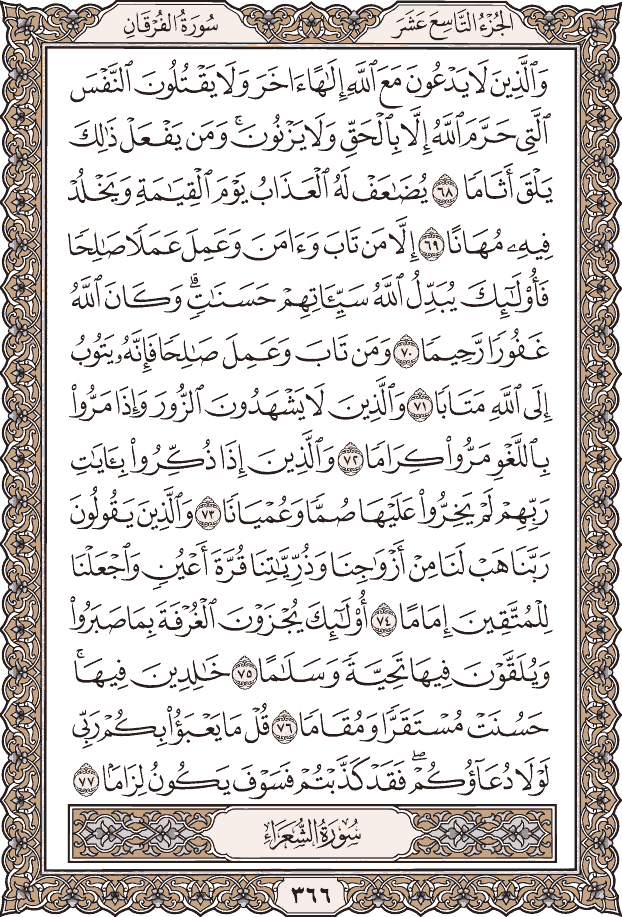 سُورَةُ الفُرْقَانِ
الجُزْءُ التَّاسِعَ عَشَرَ
وَٱلَّذِينَ لَا يَدْعُونَ مَعَ ٱللَّهِ إِلَٰهًا ءَاخَرَ وَلَا يَقْتُلُونَ ٱلنَّفْسَ
ٱلَّتِي حَرَّمَ ٱللَّهُ إِلَّا بِٱلْحَقِّ وَلَا يَزْنُونَۚ وَمَن يَفْعَلْ ذَٰلِكَ
يَلْقَ أَثَامًا ٦٨ يُضَٰعَفْ لَهُ ٱلْعَذَابُ يَوْمَ ٱلْقِيَٰمَةِ وَيَخْلُدْ
فِيهِۦ مُهَانًا ٦٩ إِلَّا مَن تَابَ وَءَامَنَ وَعَمِلَ عَمَلًا صَٰلِحًا
فَأُوْلَٰٓئِكَ يُبَدِّلُ ٱللَّهُ سَيِّـَٔاتِهِمْ حَسَنَٰتٍۗ وَكَانَ ٱللَّهُ
غَفُورًا رَّحِيمًا ٧٠ وَمَن تَابَ وَعَمِلَ صَٰلِحًا فَإِنَّهُۥ يَتُوبُ
إِلَى ٱللَّهِ مَتَابًا ٧١ وَٱلَّذِينَ لَا يَشْهَدُونَ ٱلزُّورَ وَإِذَا مَرُّواْ
بِٱللَّغْوِ مَرُّواْ كِرَامًا ٧٢ وَٱلَّذِينَ إِذَا ذُكِّرُواْ بِـَٔايَٰتِ
رَبِّهِمْ لَمْ يَخِرُّواْ عَلَيْهَا صُمًّا وَعُمْيَانًا ٧٣ وَٱلَّذِينَ يَقُولُونَ
رَبَّنَا هَبْ لَنَا مِنْ أَزْوَٰجِنَا وَذُرِّيَّٰتِنَا قُرَّةَ أَعْيُنٍ وَٱجْعَلْنَا
لِلْمُتَّقِينَ إِمَامًا ٧٤ أُوْلَٰٓئِكَ يُجْزَوْنَ ٱلْغُرْفَةَ بِمَا صَبَرُواْ
وَيُلَقَّوْنَ فِيهَا تَحِيَّةً وَسَلَٰمًا ٧٥ خَٰلِدِينَ فِيهَاۚ
حَسُنَتْ مُسْتَقَرًّا وَمُقَامًا ٧٦ قُلْ مَا يَعْبَؤُاْ بِكُمْ رَبِّي
لَوْلَا دُعَآؤُكُمْۖ فَقَدْ كَذَّبْتُمْ فَسَوْفَ يَكُونُ لِزَامًۢا ٧٧
سُورَةُ الشُّعَرَاءِ
٣٦٦